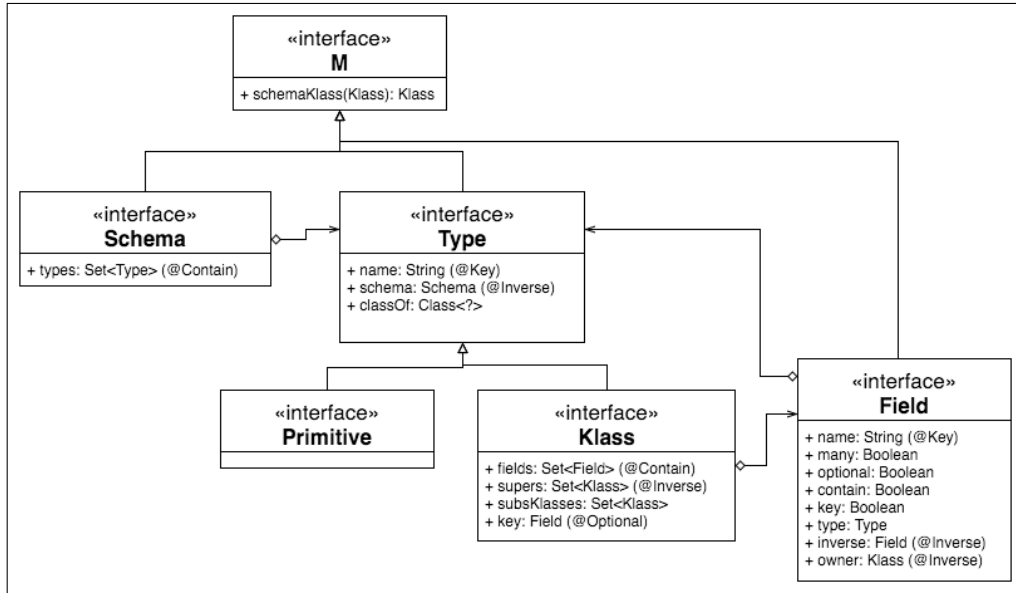 «interface»
M
+ schemaKlass(Klass): Klass
«interface»
Schema
+ types: Set<Type> (@Contain)
«interface»
Type
+ name: String (@Key)
+ schema: Schema (@Inverse)
+ classOf: Class<?>
«interface»
Primitive
«interface»
Klass
+ fields: Set<Field> (@Contain)
+ supers: Set<Klass> (@Inverse)
+ subsKlasses: Set<Klass>
+ key: Field (@Optional)
«interface»
Field
+ name: String (@Key)
+ many: Boolean
+ optional: Boolean
+ contain: Boolean
+ key: Boolean
+ type: Type
+ inverse: Field (@Inverse)
+ owner: Klass (@Inverse)